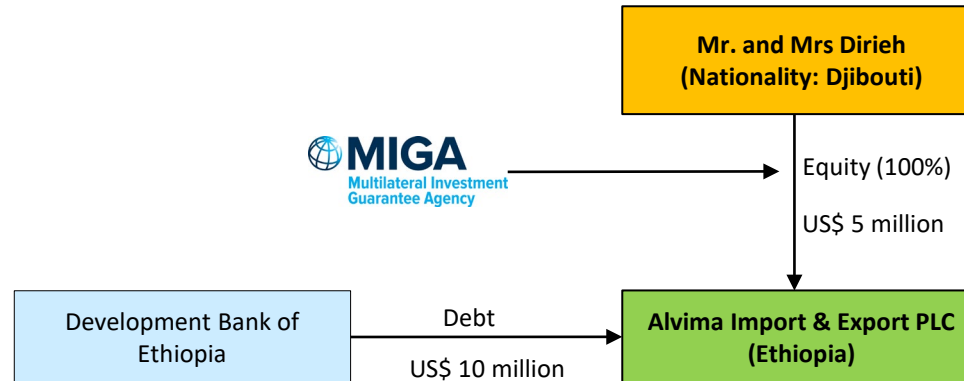 Mr. and Mrs Dirieh
(Nationality: Djibouti)
MIGA
Multilateral Investment
Guarantee Agency
Equity (100%)
US$ 5 million
Development Bank of
Ethiopia
Debt
US$ 10 million
Alvima Import & Export PLC
(Ethiopia)